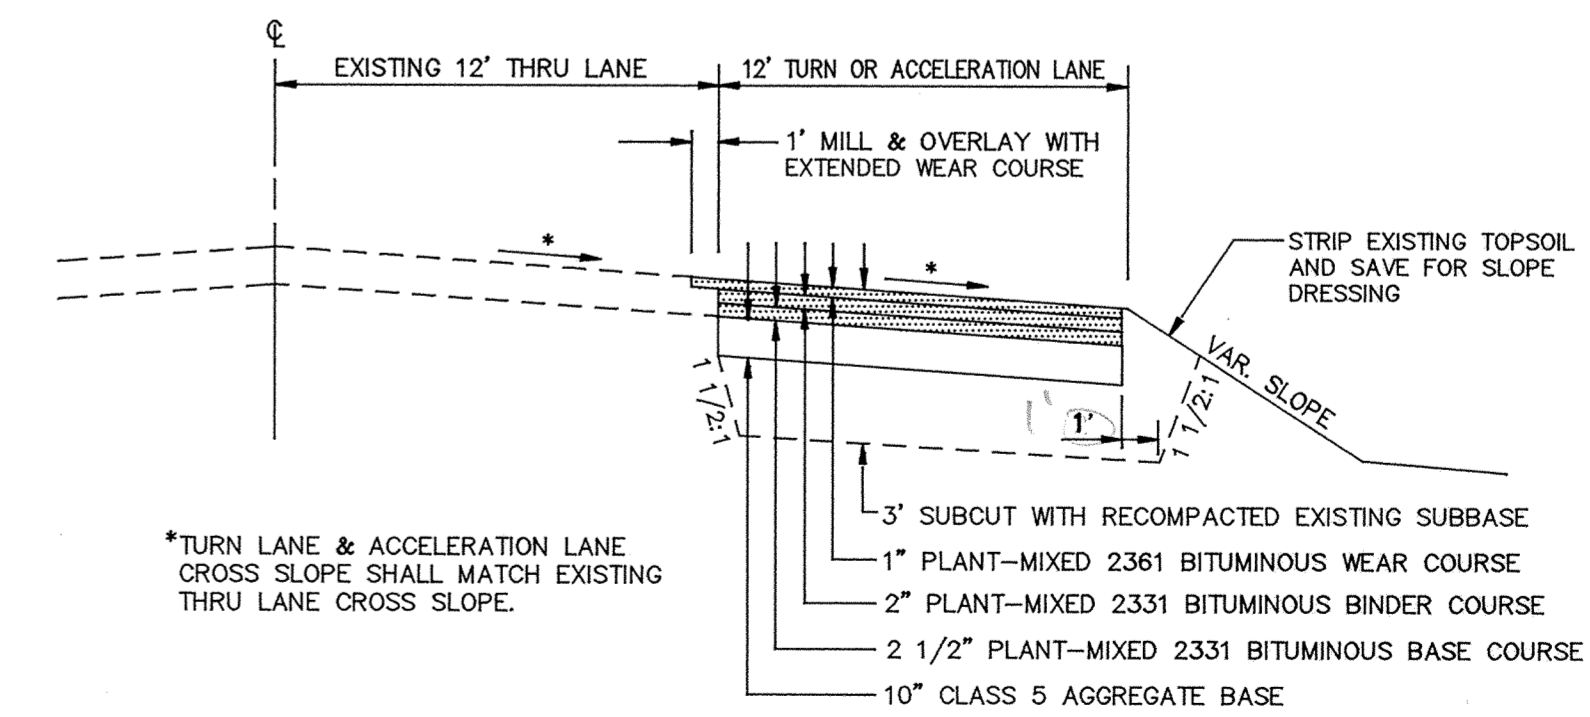 ℄
EXISTING 12' THRU LANE
12' TURN OR ACCELERATION LANE
1' MILL & OVERLAY WITH
EXTENDED WEAR COURSE
*
*
STRIP EXISTING TOPSOIL
AND SAVE FOR SLOPE
DRESSING
VAR. SLOPE
1 1/2:1
1 1/2:1
1'
1'
3' SUBCUT WITH RECOMPACTED EXISTING SUBBASE
1" PLANT-MIXED 2361 BITUMINOUS WEAR COURSE
2" PLANT-MIXED 2331 BITUMINOUS BINDER COURSE
2 1/2" PLANT-MIXED 2331 BITUMINOUS BASE COURSE
10" CLASS 5 AGGREGATE BASE
*TURN LANE & ACCELERATION LANE
CROSS SLOPE SHALL MATCH EXISTING
THRU LANE CROSS SLOPE.